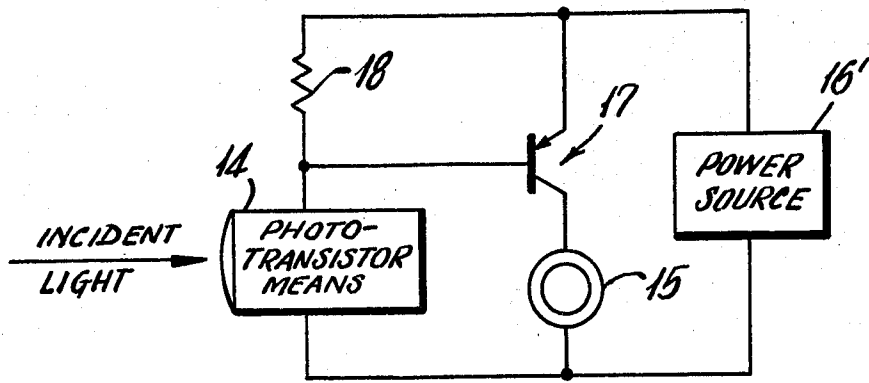 18
17
16'
14
POWER
SOURCE
INCIDENT
LIGHT
PHOTO-
TRANSISTOR
MEANS
15